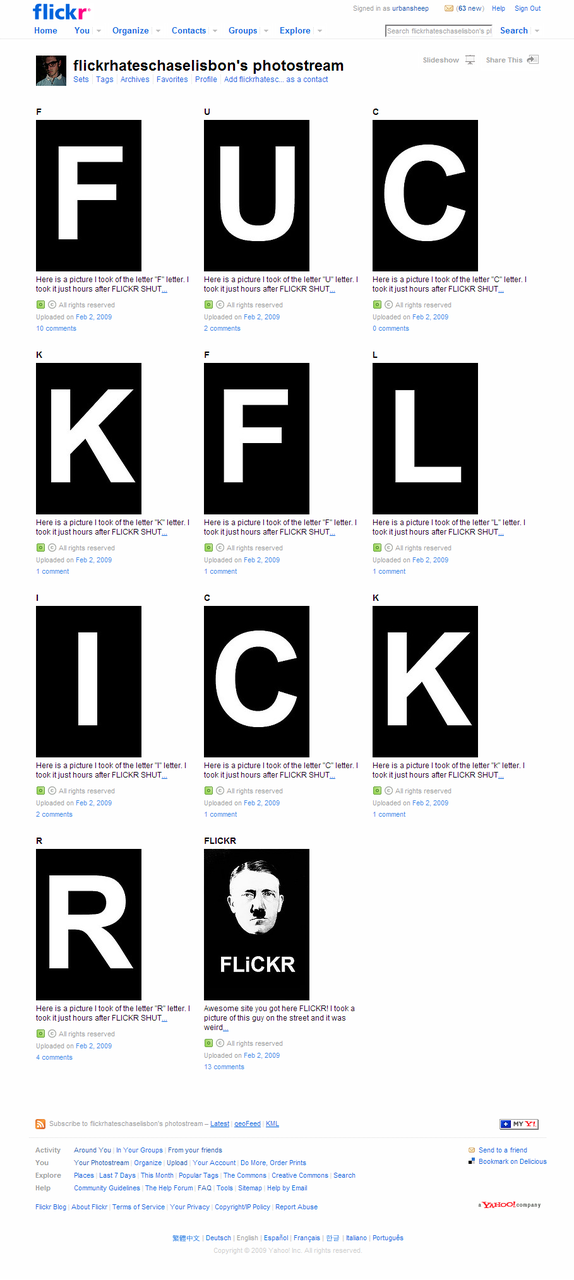 flickr
Signed in as urbansheep (63 new) Help Sign Out
Home You Organize Contacts Groups Explore Search flickrhateschaselisbon's pl Search
flickrhateschaselisbon's photostream
Slideshow Share This
Sets | Tags | Archives | Favorites | Profile | Add flickrhatesc... as a contact
F U C
F U C
Here is a picture I took of the letter "F" letter. I
took it just hours after FLICKR SHUT...
© All rights reserved
Uploaded on Feb 2, 2009
10 comments
Here is a picture I took of the letter "U" letter. I
took it just hours after FLICKR SHUT...
© All rights reserved
Uploaded on Feb 2, 2009
2 comments
Here is a picture I took of the letter "C" letter. I
took it just hours after FLICKR SHUT...
© All rights reserved
Uploaded on Feb 2, 2009
0 comments
K F L
K F L
Here is a picture I took of the letter "K" letter. I
took it just hours after FLICKR SHUT...
© All rights reserved
Uploaded on Feb 2, 2009
1 comment
Here is a picture I took of the letter "F" letter. I
took it just hours after FLICKR SHUT...
© All rights reserved
Uploaded on Feb 2, 2009
1 comment
Here is a picture I took of the letter "L" letter. I
took it just hours after FLICKR SHUT...
© All rights reserved
Uploaded on Feb 2, 2009
1 comment
I C K
I C K
Here is a picture I took of the letter "I" letter. I
took it just hours after FLICKR SHUT...
© All rights reserved
Uploaded on Feb 2, 2009
2 comments
Here is a picture I took of the letter "C" letter. I
took it just hours after FLICKR SHUT...
© All rights reserved
Uploaded on Feb 2, 2009
1 comment
Here is a picture I took of the letter "k" letter. I
took it just hours after FLICKR SHUT...
© All rights reserved
Uploaded on Feb 2, 2009
1 comment
R FLICKR
R
FLiCKR
Here is a picture I took of the letter "R" letter. I
took it just hours after FLICKR SHUT...
© All rights reserved
Uploaded on Feb 2, 2009
4 comments
Awesome site you got here FLICKR! I took a
picture of this guy on the street and it was
weird...
© All rights reserved
Uploaded on Feb 2, 2009
13 comments
Subscribe to flickrhateschaselisbon's photostream – Latest | geoFeed | KML
MY Y!
Activity Around You | In Your Groups | From your friends
You Your Photostream | Organize | Upload | Your Account | Do More, Order Prints
Explore Places | Last 7 Days | This Month | Popular Tags | The Commons | Creative Commons | Search
Help Community Guidelines | The Help Forum | FAQ | Tools | Sitemap | Help by Email
Send to a friend
Bookmark on Delicious
Flickr Blog | About Flickr | Terms of Service | Your Privacy | Copyright/IP Policy | Report Abuse
a YAHOO! company
繁體中文 | Deutsch | English | Español | Français | 한글 | Italiano | Português
Copyright © 2009 Yahoo! Inc. All rights reserved.